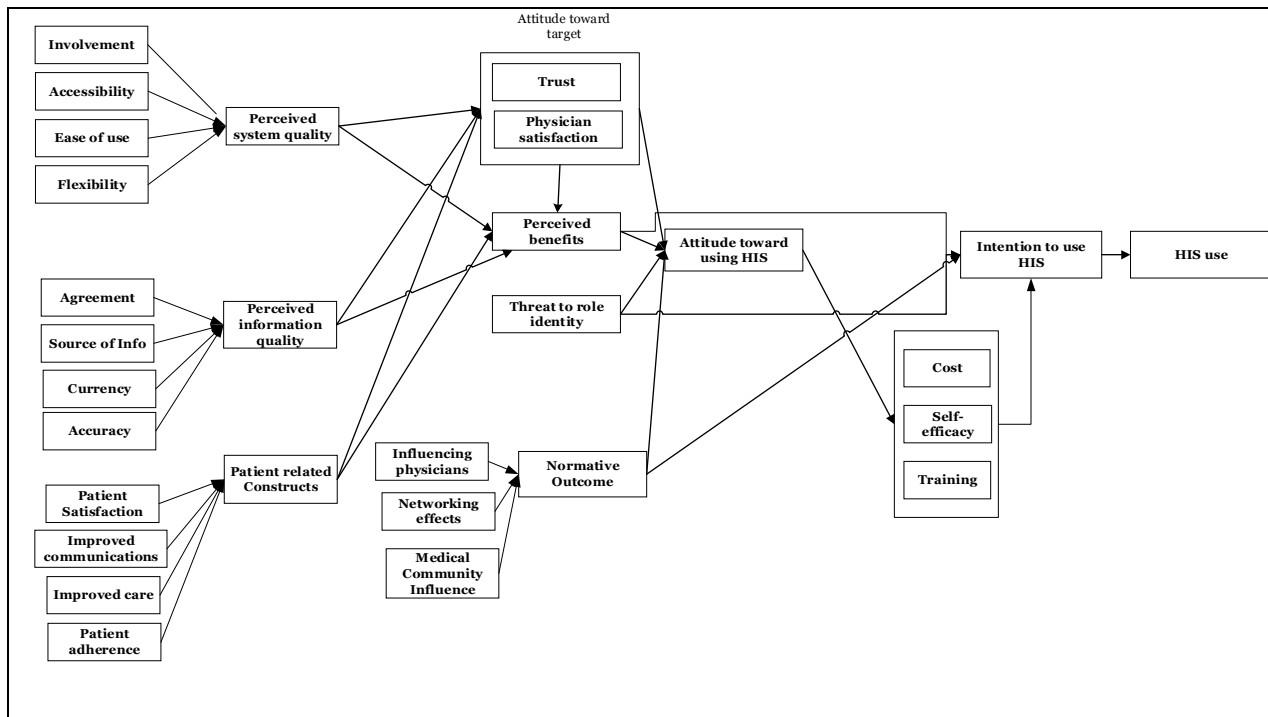 Attitude toward
target
Involvement
Accessibility
Ease of use
Flexibility
Perceived
system quality
Trust
Physician
satisfaction
Perceived
benefits
Attitude toward
using HIS
Intention to use
HIS
HIS use
Agreement
Source of Info
Currency
Accuracy
Perceived
information
quality
Threat to role
identity
Cost
Self-
efficacy
Training
Patient
Satisfaction
Improved
communications
Improved care
Patient
adherence
Patient related
Constructs
Influencing
physicians
Networking
effects
Medical
Community
Influence
Normative
Outcome